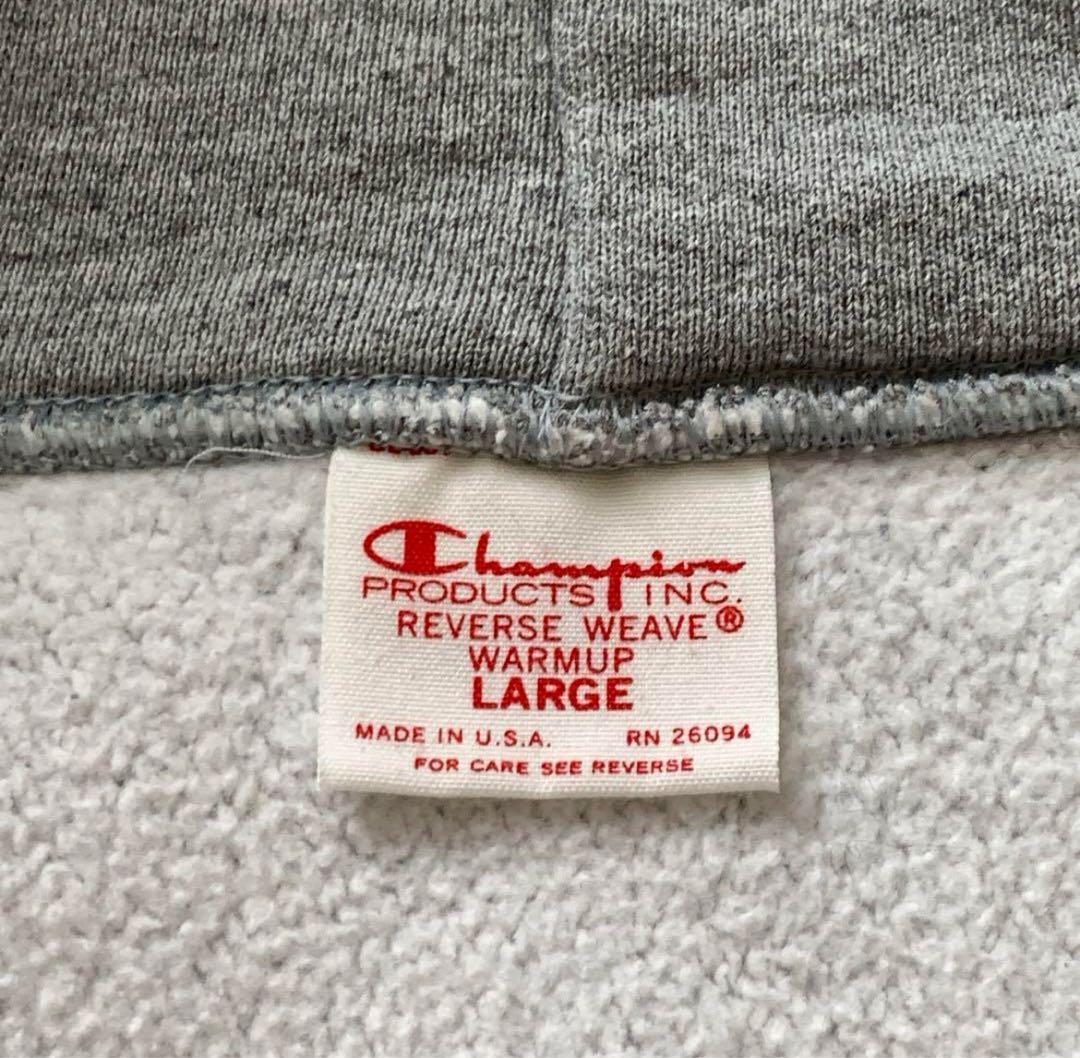 Champion
PRODUCTS INC.
REVERSE WEAVE®
WARMUP
LARGE
MADE IN U.S.A. RN 26094
FOR CARE SEE REVERSE